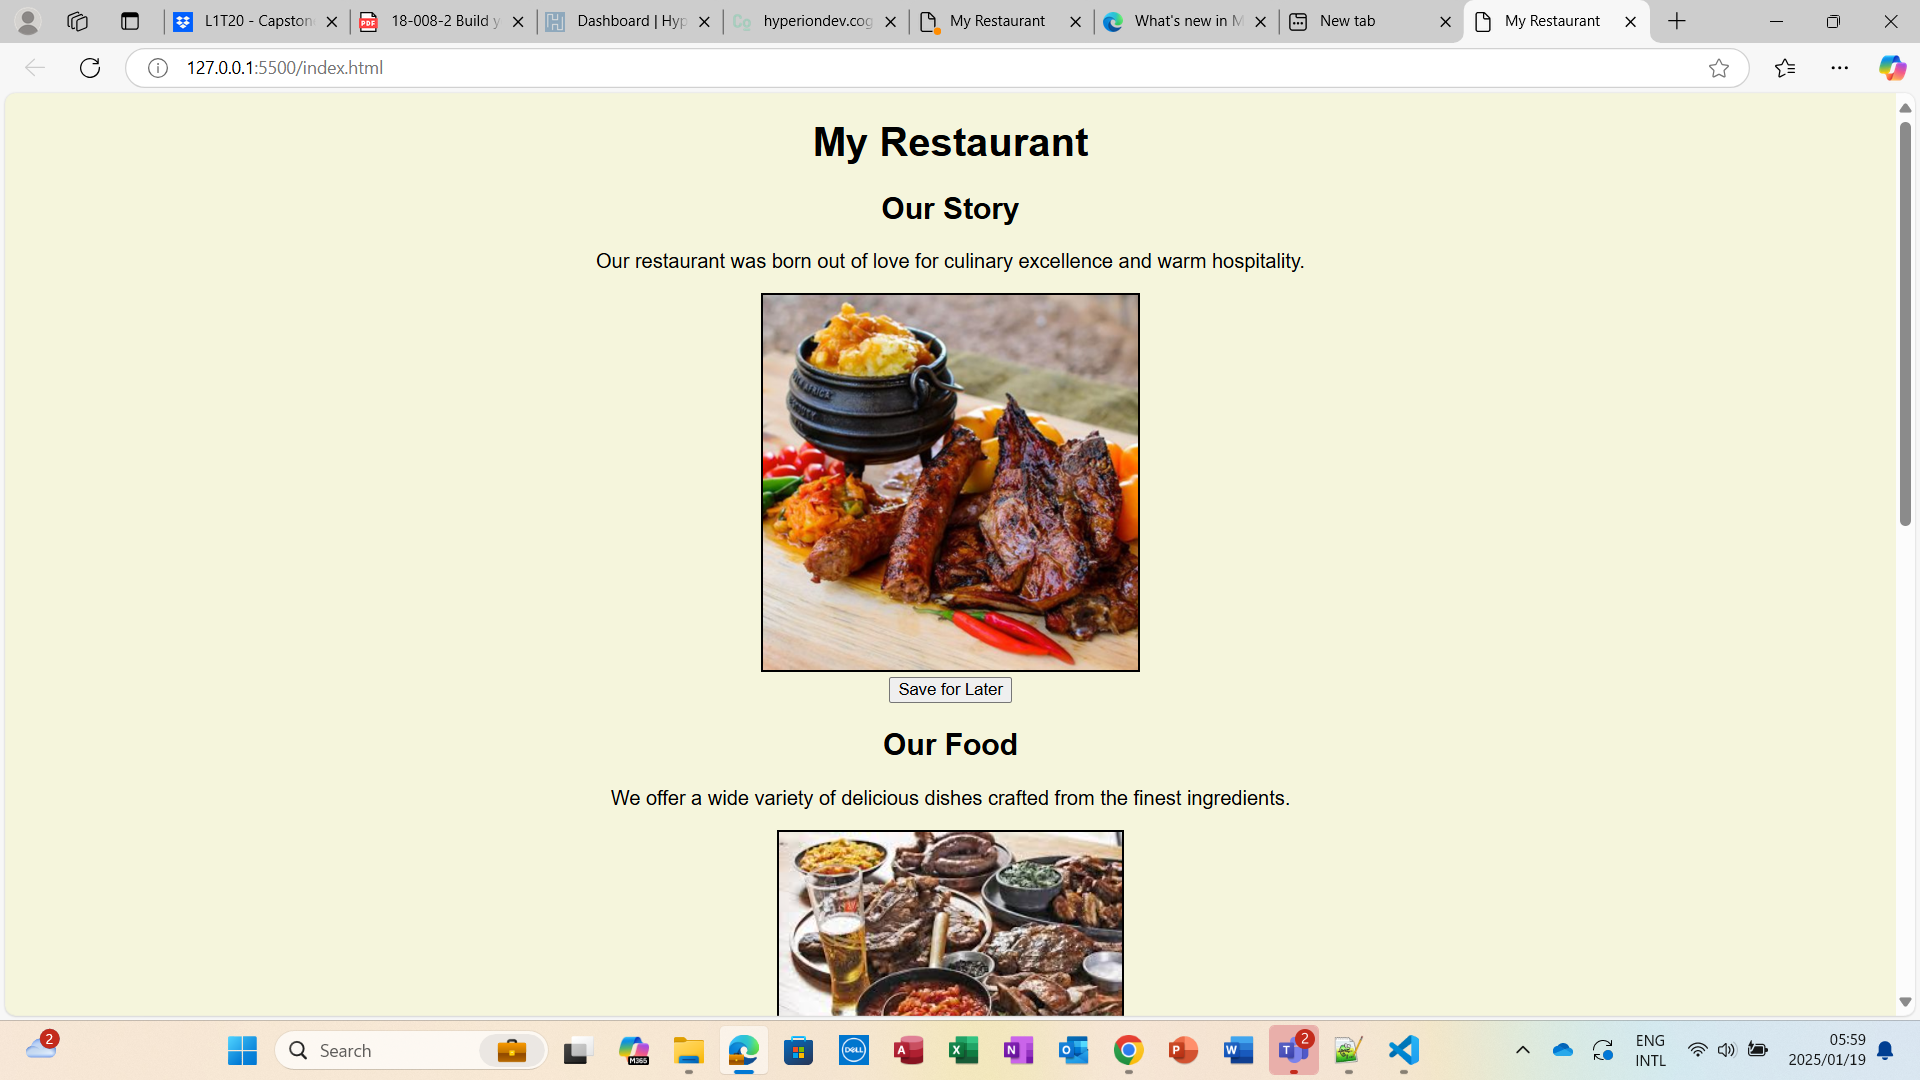 L1T20 - Capston
18-008-2 Build y
Dashboard | Hyp
hyperiondev.cog
My Restaurant
What's new in M
New tab
My Restaurant
127.0.0.1:5500/index.html
My Restaurant
Our Story
Our restaurant was born out of love for culinary excellence and warm hospitality.
Save for Later
Our Food
We offer a wide variety of delicious dishes crafted from the finest ingredients.
2
Search
M365
DELL
2
ENG
INTL
05:59
2025/01/19